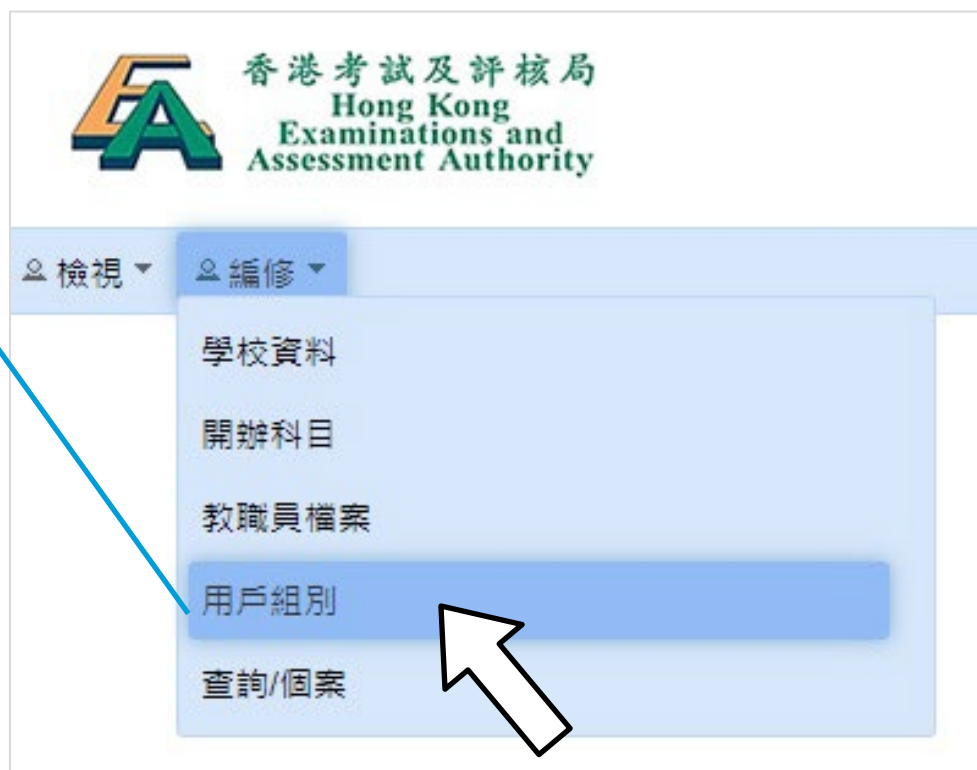 香港考試及評核局
Hong Kong
Examinations and
Assessment Authority
檢視 編修
學校資料
開辦科目
教職員檔案
用戶組別
查詢/個案